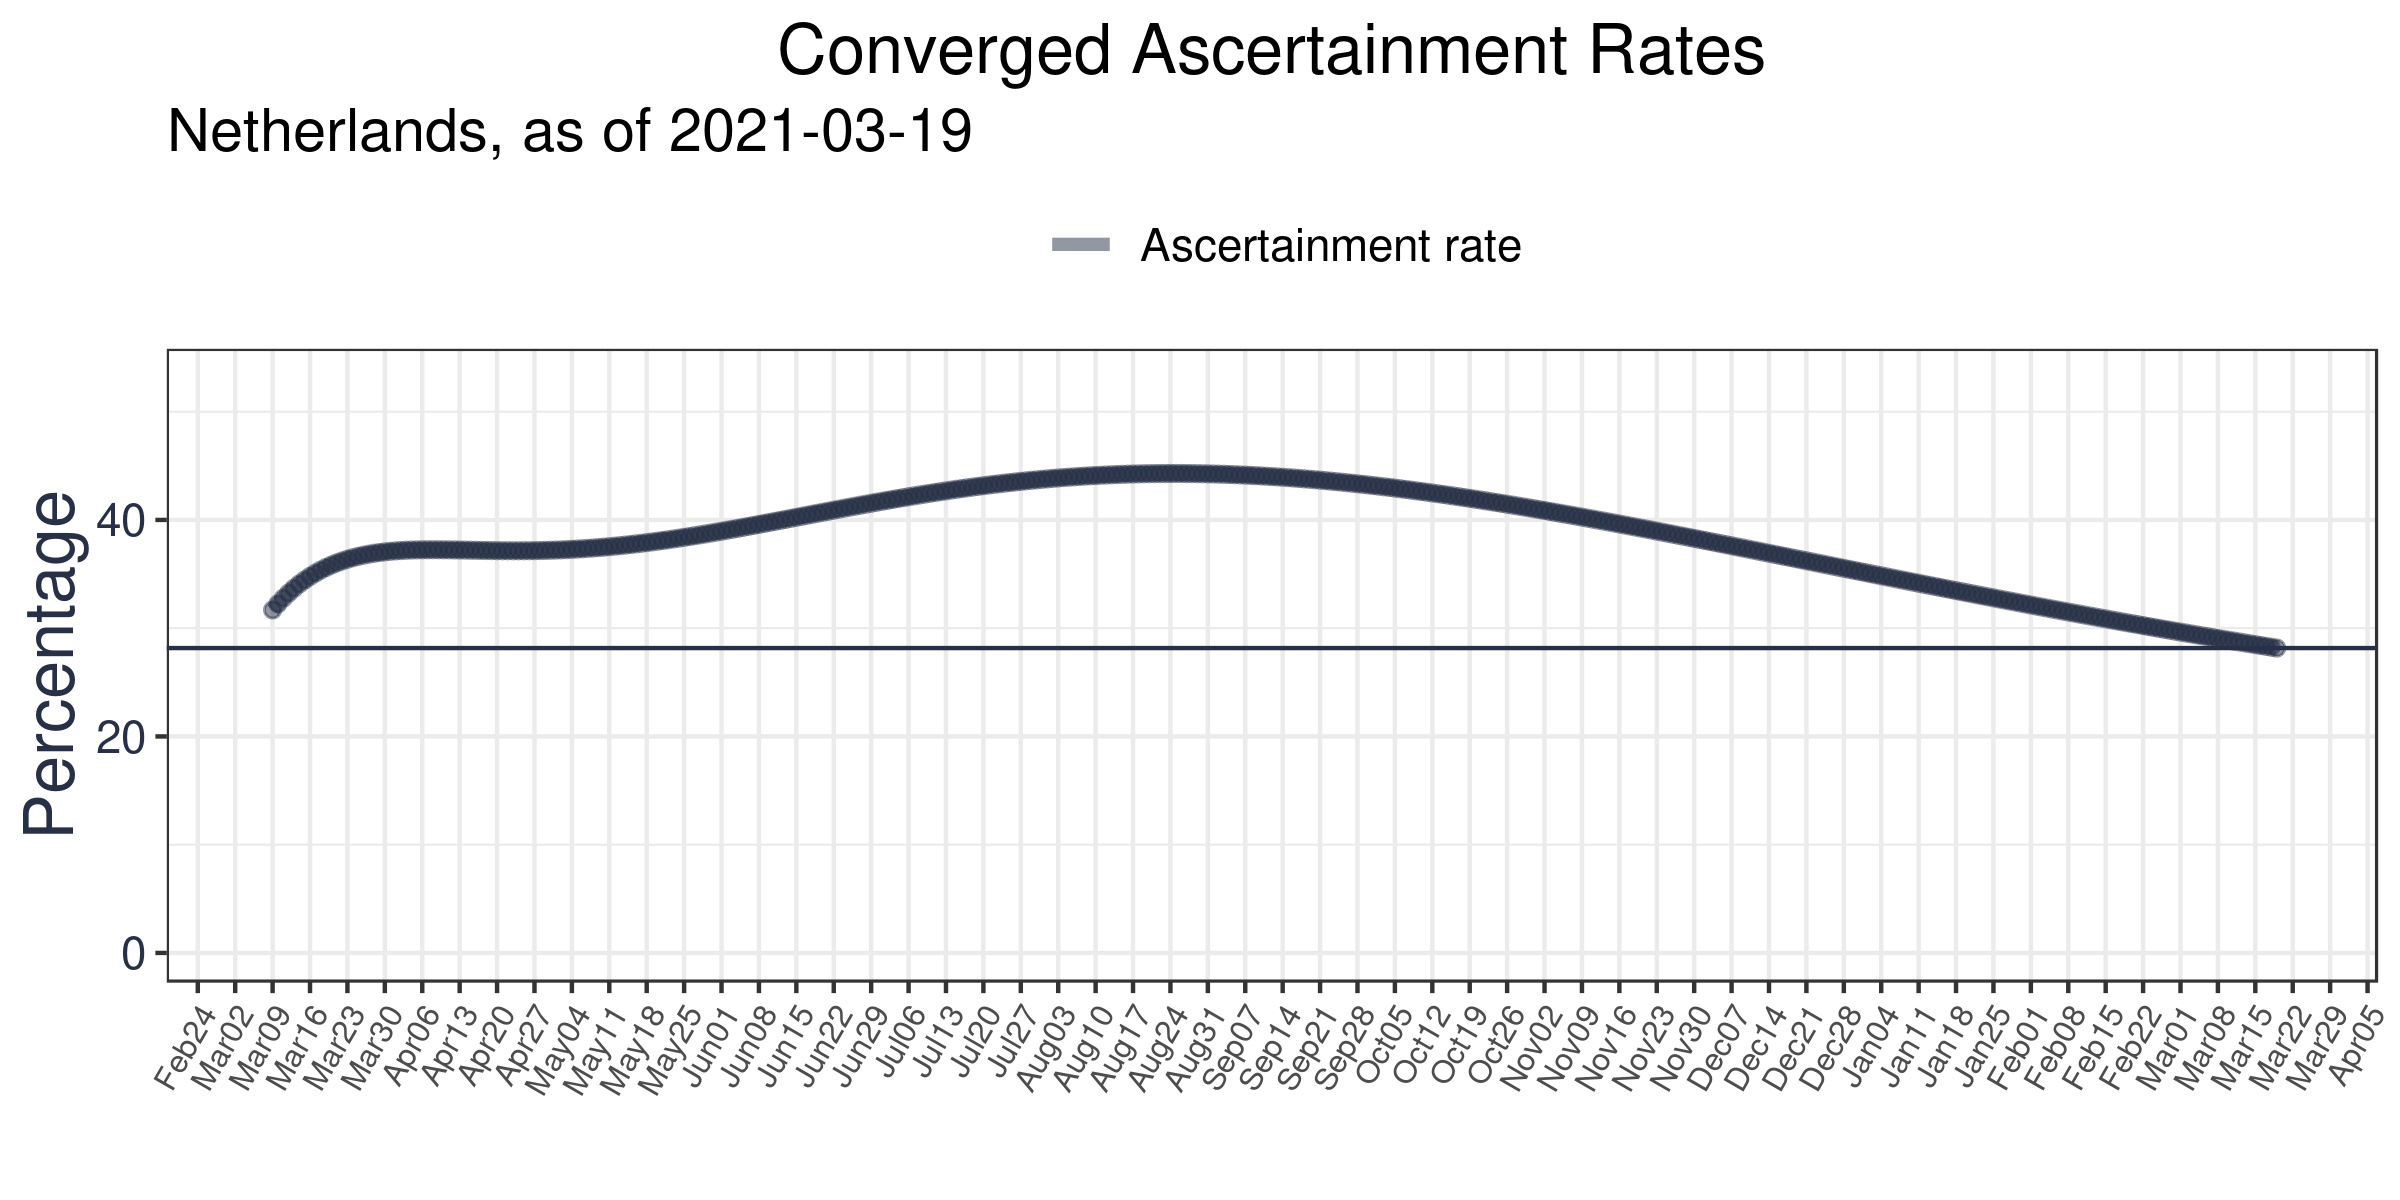 Converged Ascertainment Rates
Netherlands, as of 2021-03-19
Ascertainment rate
Percentage
40
20
0
Feb24
Mar02
Mar09
Mar16
Mar23
Mar30
Apr06
Apr13
Apr20
Apr27
May04
May11
May18
May25
Jun01
Jun08
Jun15
Jun22
Jun29
Jul06
Jul13
Jul20
Jul27
Aug03
Aug10
Aug17
Aug24
Aug31
Sep07
Sep14
Sep21
Sep28
Oct05
Oct12
Oct19
Oct26
Nov02
Nov09
Nov16
Nov23
Nov30
Dec07
Dec14
Dec21
Dec28
Jan04
Jan11
Jan18
Jan25
Feb01
Feb08
Feb15
Feb22
Mar01
Mar08
Mar15
Mar22
Mar29
Apr05